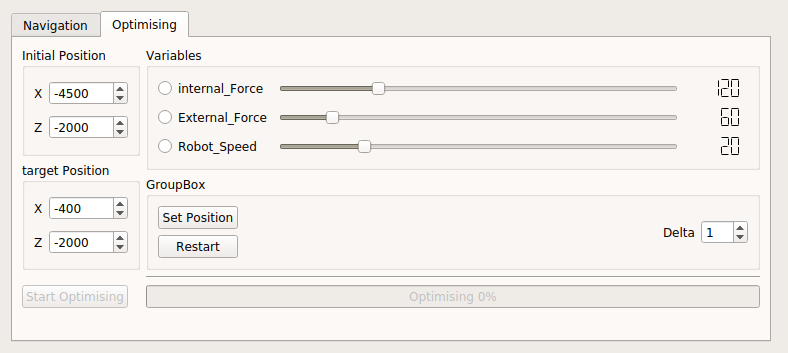 Navigation Optimising
Initial Position
X -4500
Z -2000
target Position
X -400
Z -2000
Variables
internal_Force 120
External_Force 60
Robot_Speed 20
GroupBox
Set Position
Restart
Delta 1
Start Optimising
Optimising 0%